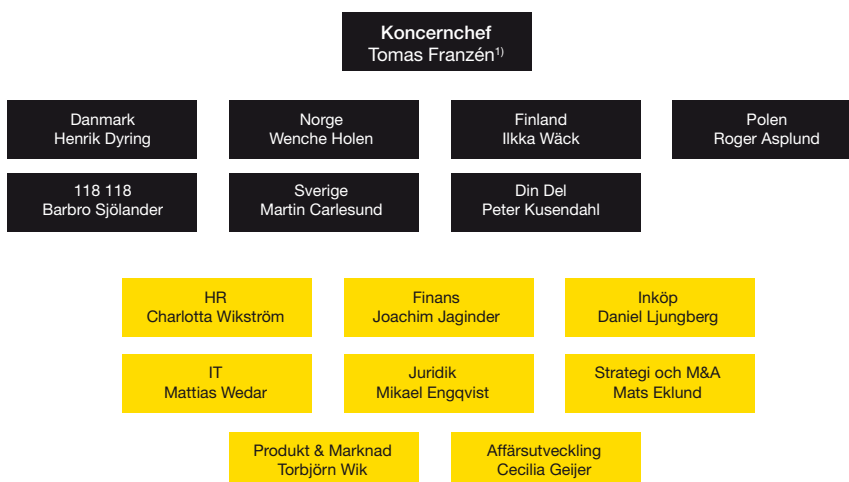 Koncernchef
Tomas Franzén1)
Danmark
Henrik Dyring
Norge
Wenche Holen
Finland
Ilkka Wäck
Polen
Roger Asplund
118 118
Barbro Sjölander
Sverige
Martin Carlesund
Din Del
Peter Kusendahl
HR
Charlotta Wikström
Finans
Joachim Jaginder
Inköp
Daniel Ljungberg
IT
Mattias Wedar
Juridik
Mikael Engqvist
Strategi och M&A
Mats Eklund
Produkt & Marknad
Torbjörn Wik
Affärsutveckling
Cecilia Geijer